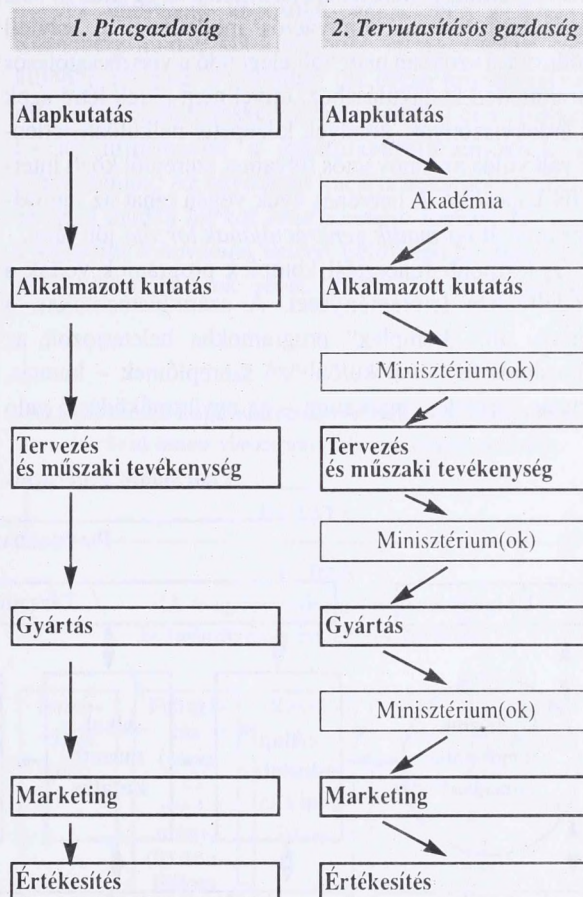 1. Piacgazdaság
Alapkutatás
Alkalmazott kutatás
Tervezés
és műszaki tevékenység
Gyártás
Marketing
Értékesítés
2. Tervutasításos gazdaság
Alapkutatás
Akadémia
Alkalmazott kutatás
Minisztérium(ok)
Tervezés
és műszaki tevékenység
Minisztérium(ok)
Gyártás
Minisztérium(ok)
Marketing
Értékesítés